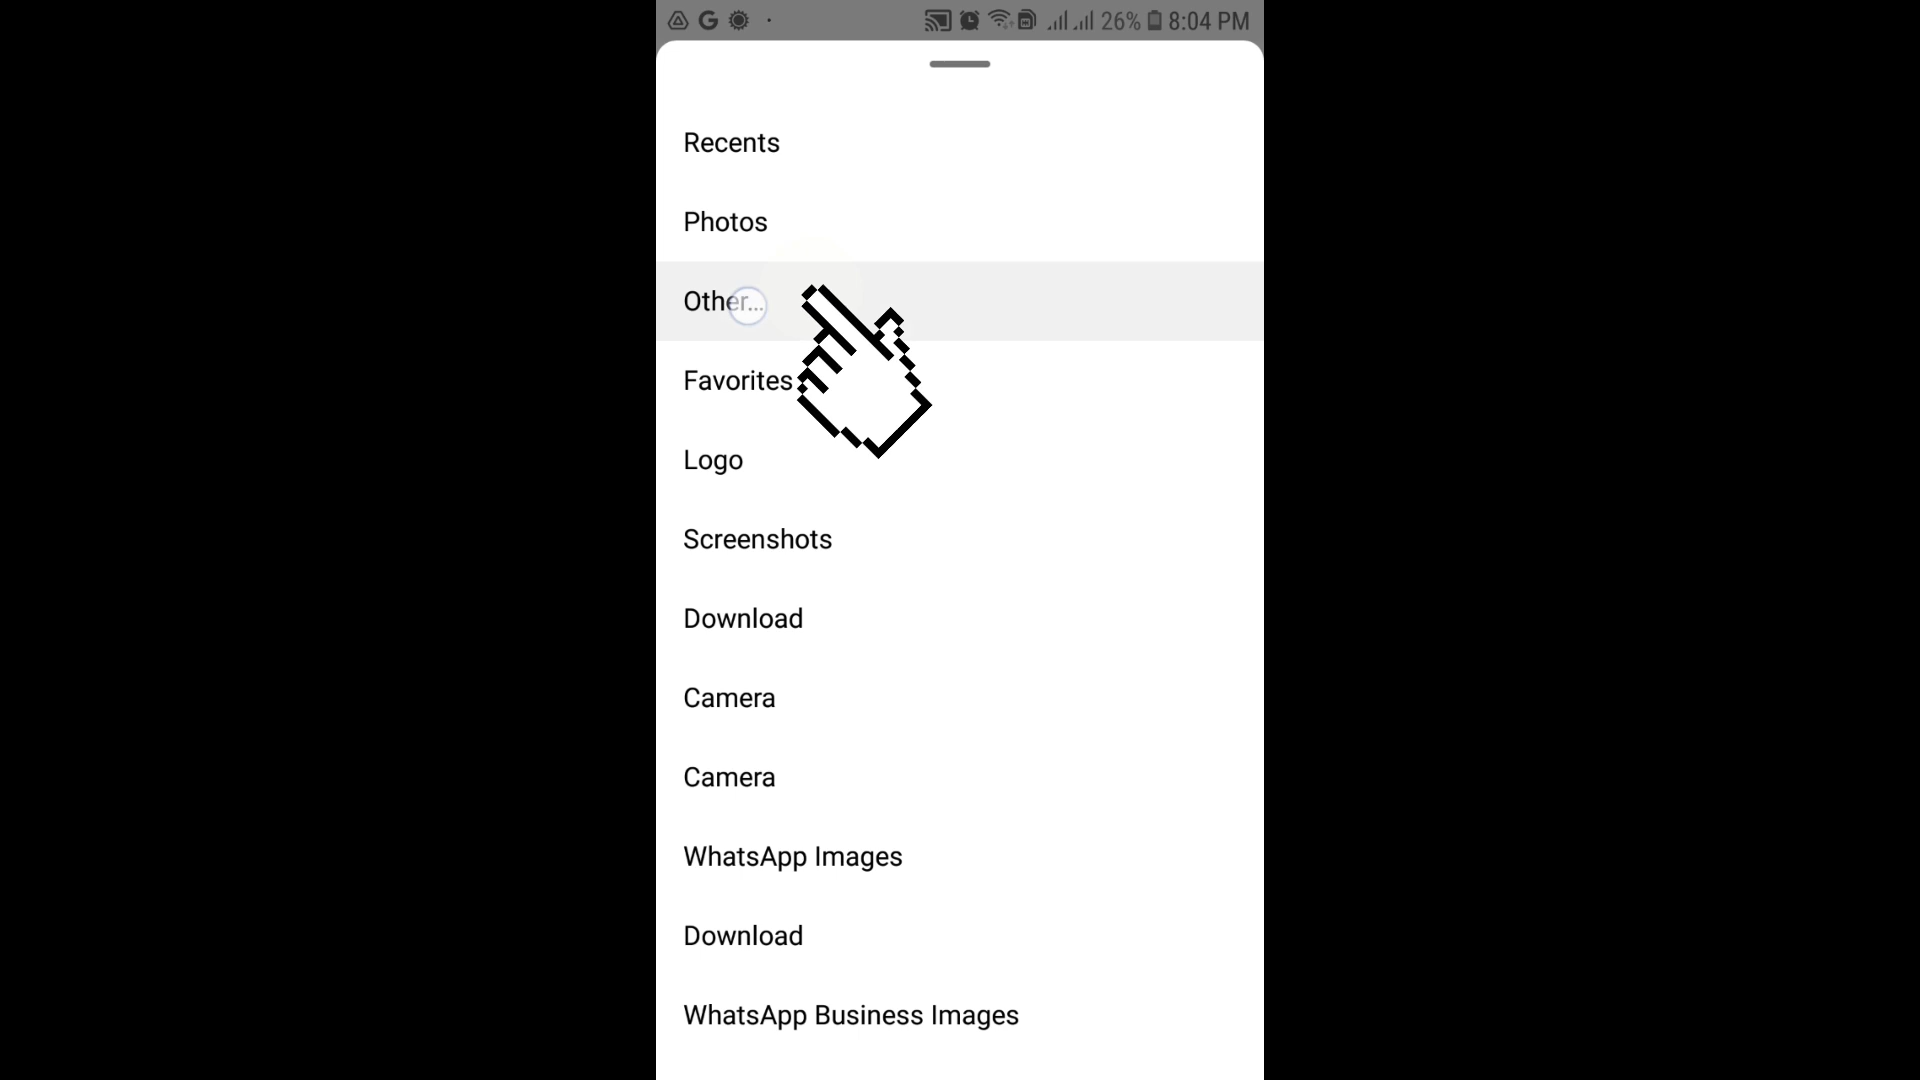 26% 8:04 PM
Recents
Photos
Other...
Favorites
Logo
Screenshots
Download
Camera
Camera
WhatsApp Images
Download
WhatsApp Business Images